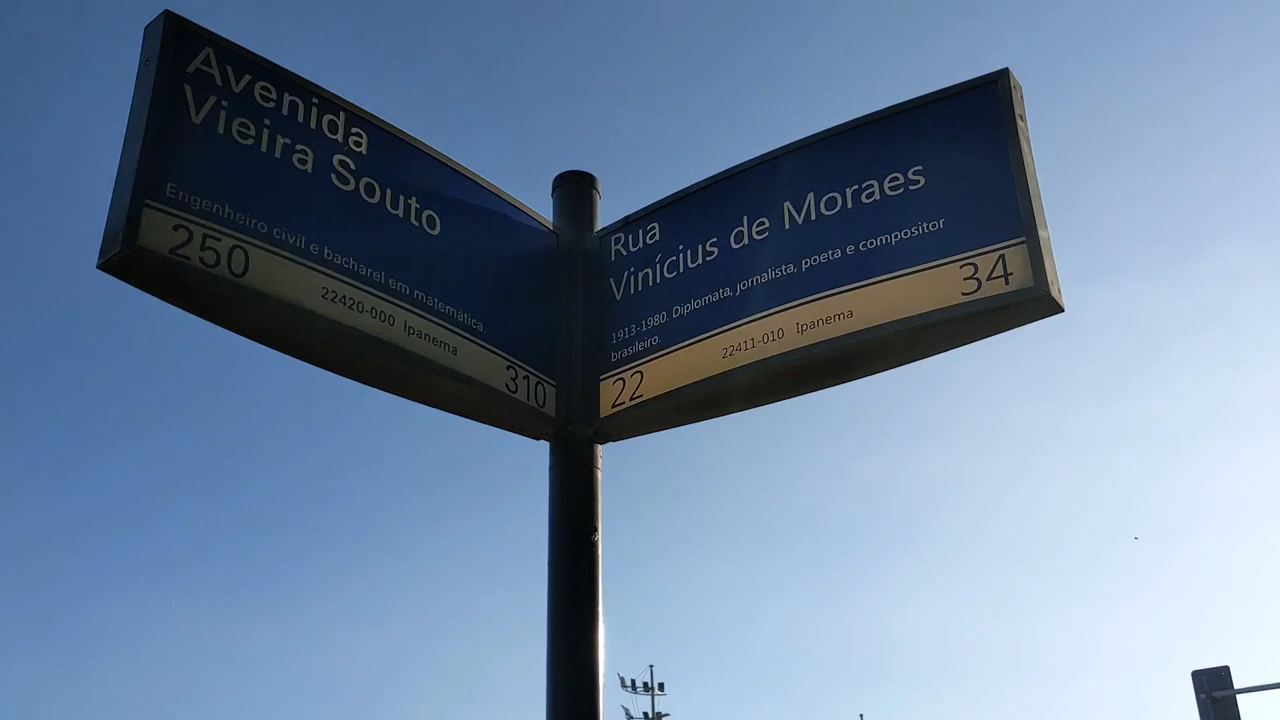 Avenida
Vieira Souto
Engenheiro civil e bacharel em matemática.
250
22420-000 Ipanema
310
Rua
Vinícius de Moraes
1913-1980. Diplomata, jornalista, poeta e compositor
brasileiro.
22
22411-010 Ipanema
34